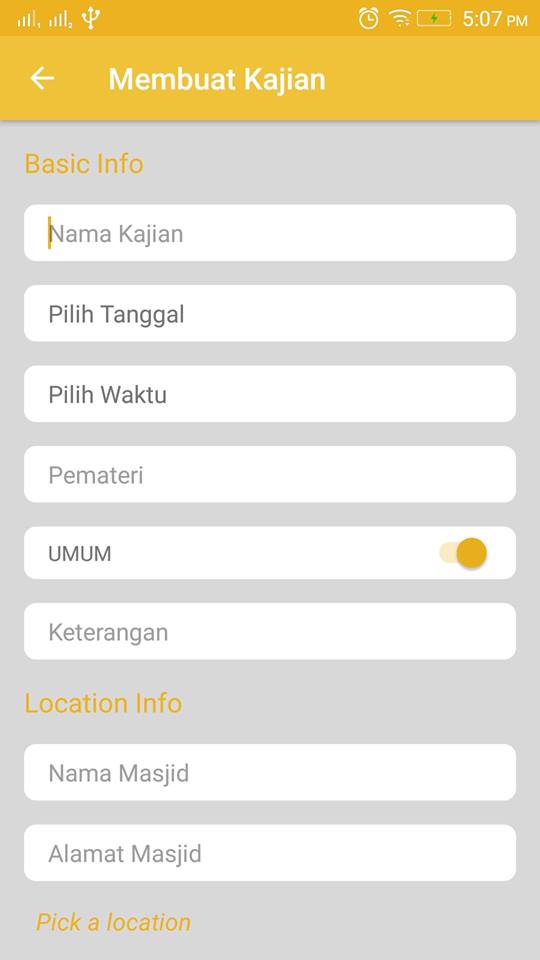 5:07 PM
Membuat Kajian
Basic Info
Nama Kajian
Pilih Tanggal
Pilih Waktu
Pemateri
UMUM
Keterangan
Location Info
Nama Masjid
Alamat Masjid
Pick a location